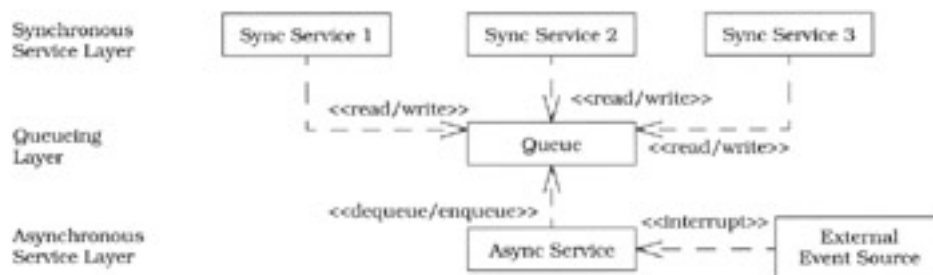 Synchronous
Service Layer
Sync Service 1
Sync Service 2
Sync Service 3
<<read/write>>
<<read/write>>
Queueing
Layer
Queue
<<read/write>>
<<dequeue/enqueue>>
<<interrupt>>
Asynchronous
Service Layer
Async Service
External
Event Source